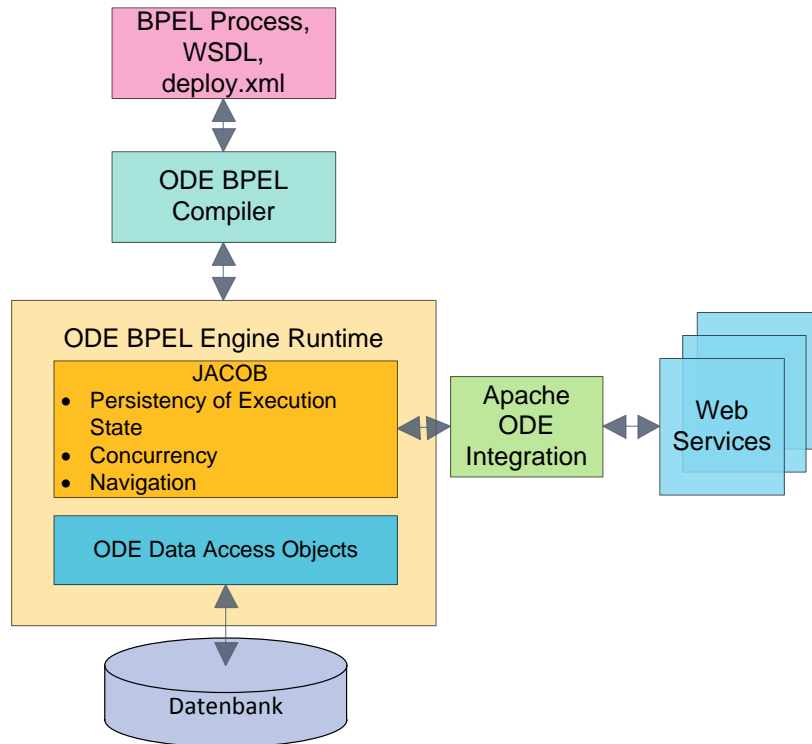 BPEL Process,
WSDL,
deploy.xml
ODE BPEL
Compiler
ODE BPEL Engine Runtime
JACOB
• Persistency of Execution
State
• Concurrency
• Navigation
ODE Data Access Objects
Apache
ODE
Integration
Web
Services
Datenbank